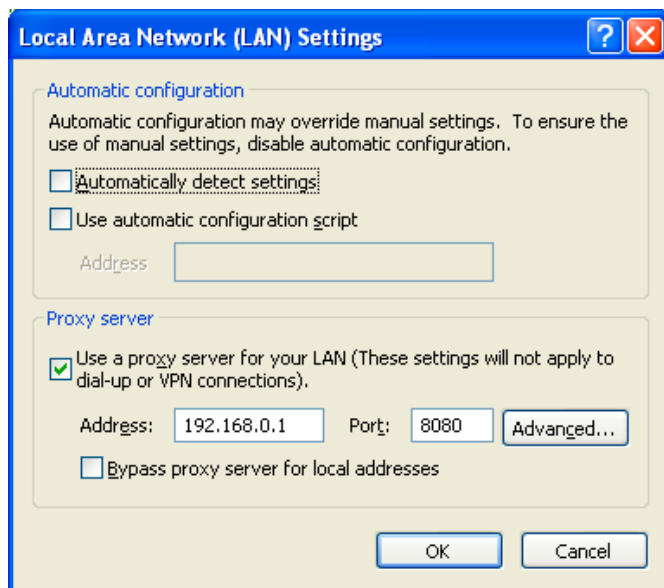 Local Area Network (LAN) Settings
Automatic configuration
Automatic configuration may override manual settings. To ensure the
use of manual settings, disable automatic configuration.
Automatically detect settings
Use automatic configuration script
Address
Proxy server
Use a proxy server for your LAN (These settings will not apply to
dial-up or VPN connections).
Address: 192.168.0.1 Port: 8080 Advanced...
Bypass proxy server for local addresses
OK Cancel